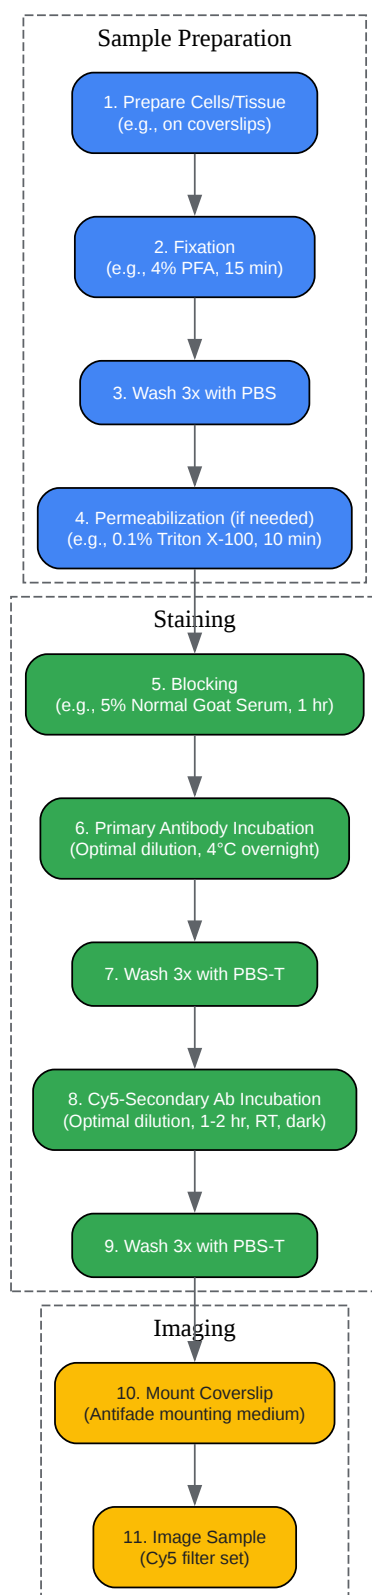 Sample Preparation
1. Prepare Cells/Tissue
(e.g., on coverslips)
2. Fixation
(e.g., 4% PFA, 15 min)
3. Wash 3x with PBS
4. Permeabilization (if needed)
(e.g., 0.1% Triton X-100, 10 min)
Staining
5. Blocking
(e.g., 5% Normal Goat Serum, 1 hr)
6. Primary Antibody Incubation
(Optimal dilution, 4°C overnight)
7. Wash 3x with PBS-T
8. Cy5-Secondary Ab Incubation
(Optimal dilution, 1-2 hr, RT, dark)
9. Wash 3x with PBS-T
Imaging
10. Mount Coverslip
(Antifade mounting medium)
11. Image Sample
(Cy5 filter set)